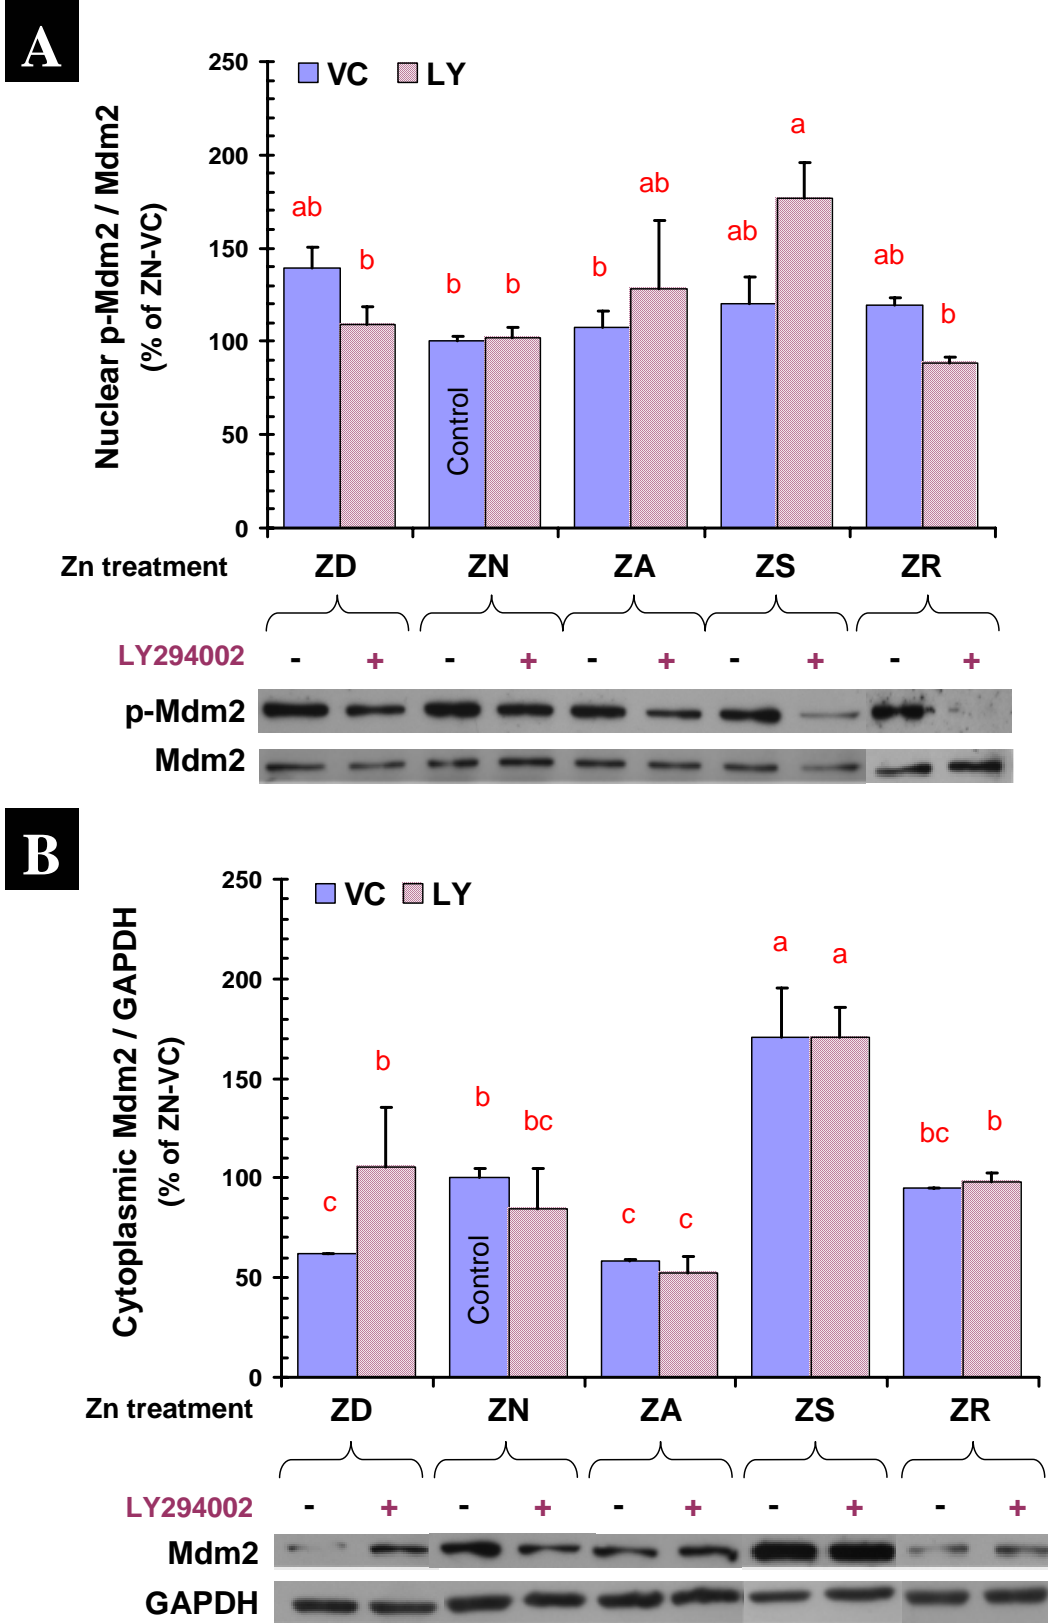 A
Nuclear p-Mdm2 / Mdm2
(% of ZN-VC)
VC LY
250
200
150
100
50
0
ab b b b b ab ab a ab b
Control
Zn treatment ZD ZN ZA ZS ZR
LY294002 - + - + - + - + - +
p-Mdm2
Mdm2
B
Cytoplasmic Mdm2 / GAPDH
(% of ZN-VC)
VC LY
250
200
150
100
50
0
c b b bc c c a a bc b
Control
Zn treatment ZD ZN ZA ZS ZR
LY294002 - + - + - + - + - +
Mdm2
GAPDH